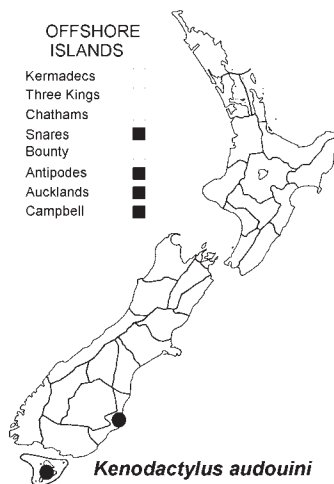 OFFSHORE
ISLANDS
Kermadecs
Three Kings
Chathams
Snares
Bounty
Antipodes
Aucklands
Campbell
Kenodactylus audouini